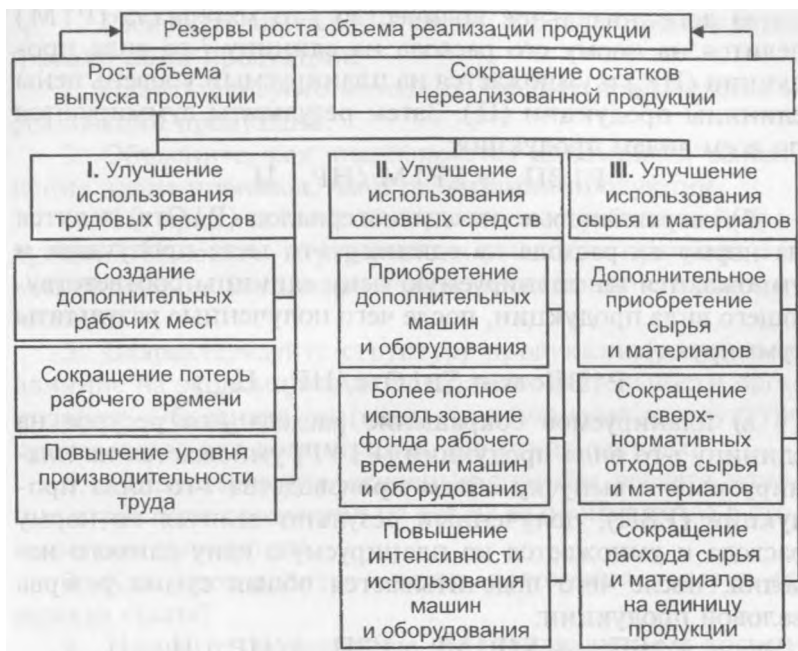 Резервы роста объема реализации продукции
Рост объема
выпуска продукции
Сокращение остатков
нереализованной продукции
I. Улучшение
использования
трудовых ресурсов
Создание
дополнительных
рабочих мест
Сокращение потерь
рабочего времени
Повышение уровня
производительности
труда
II. Улучшение
использования
основных средств
Приобретение
дополнительных
машин
и оборудования
Более полное
использование
фонда рабочего
времени машин
и оборудования
Повышение
интенсивности
использования
машин
и оборудования
III. Улучшение
использования
сырья и материалов
Дополнительное
приобретение
сырья
и материалов
Сокращение
сверх-
нормативных
отходов сырья
и материалов
Сокращение
расхода сырья
и материалов
на единицу
продукции